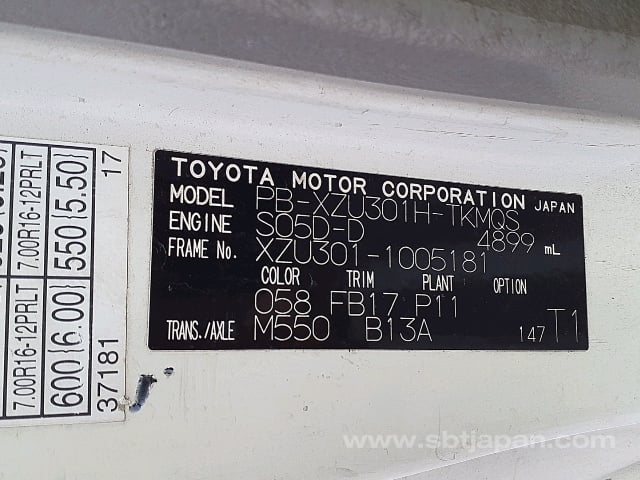 TOYOTA MOTOR CORPORATION JAPAN
MODEL PB-XZU301H-TKMQS
ENGINE S05D-D 4899 mL
FRAME No. XZU301-1005181
COLOR TRIM PLANT OPTION
058 FB17 P11
TRANS./AXLE M550 B13A 147 T1
7.00R16-12PRLT 7.00R16-12PRLT
600(6.00) 550(5.50)
37181 17
www.sbtjapan.com